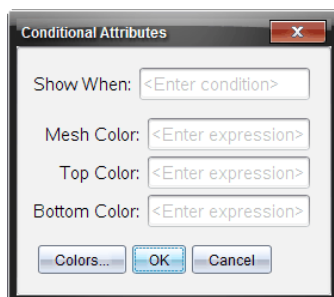 Conditional Attributes
Show When: <Enter condition>
Mesh Color: <Enter expression>
Top Color: <Enter expression>
Bottom Color: <Enter expression>
Colors... OK Cancel